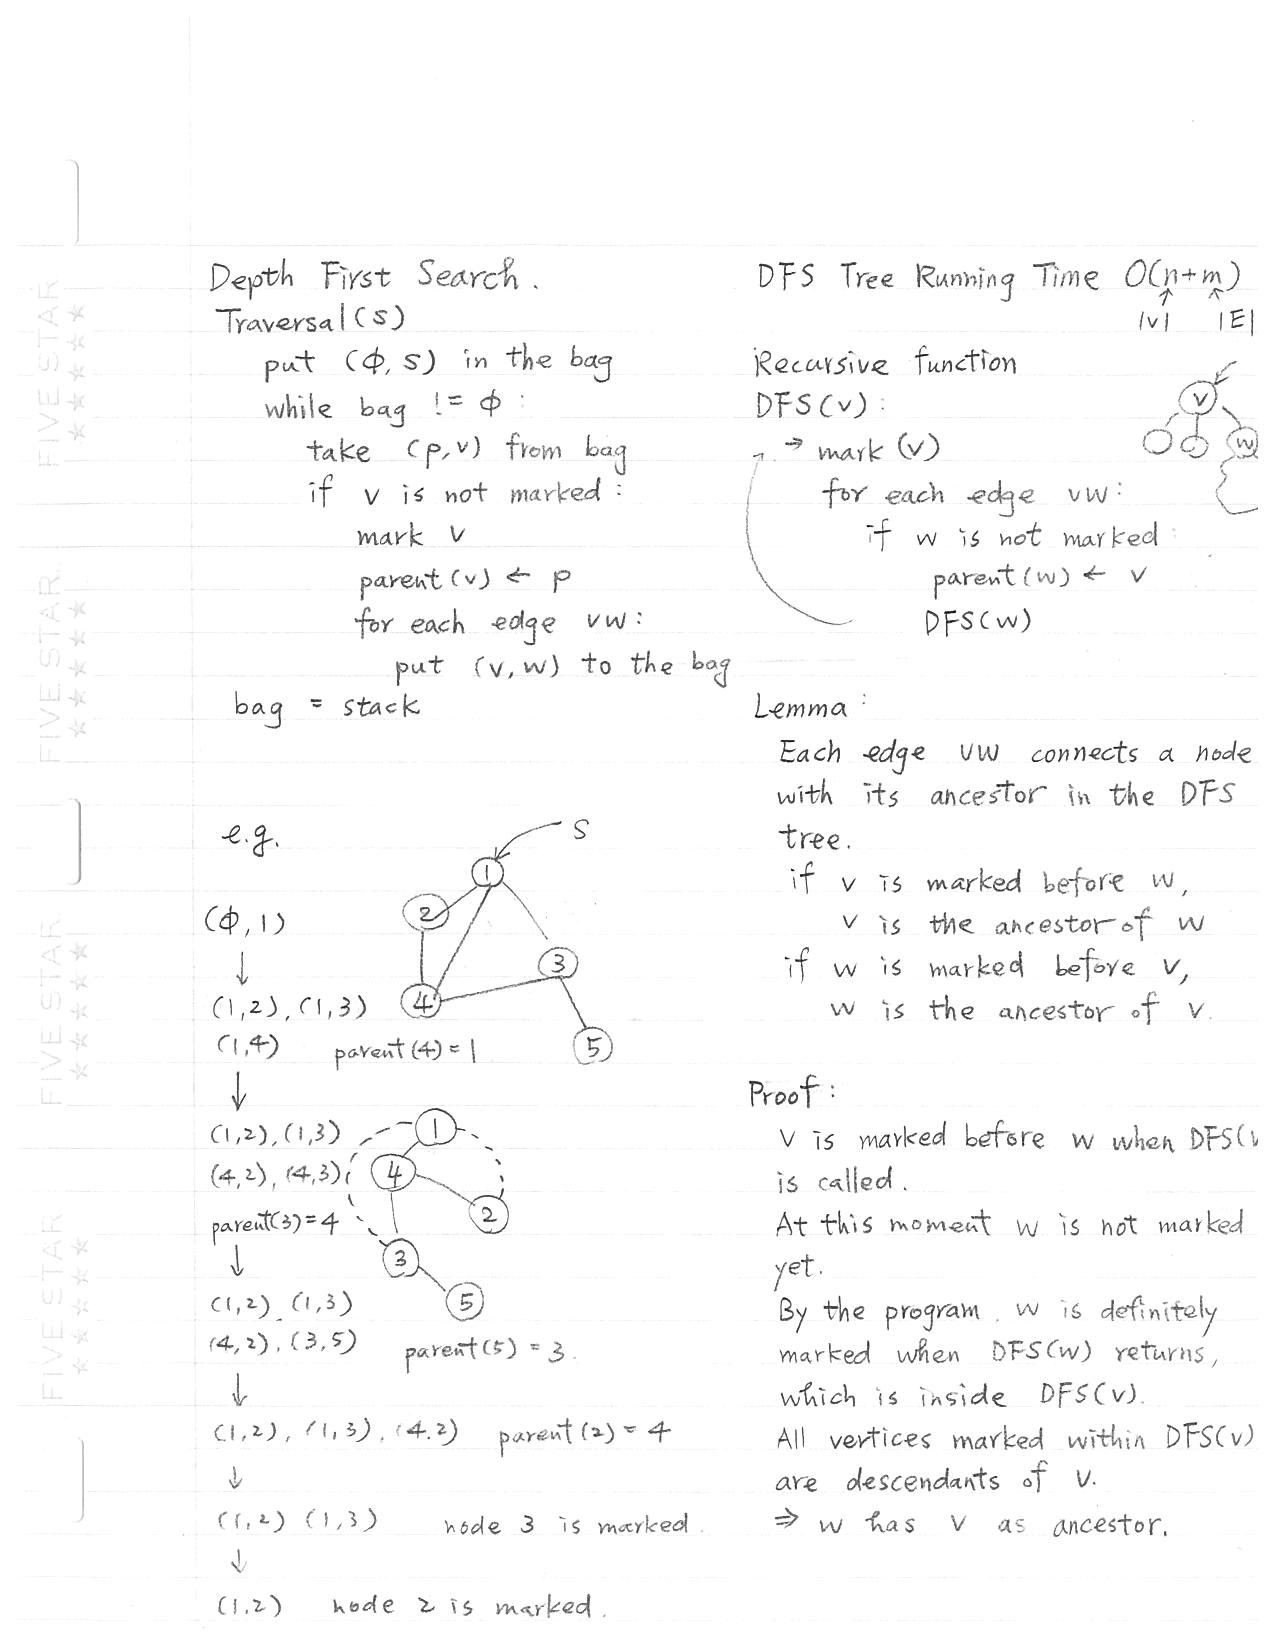 Depth First Search.
Traversal(s)
put (ϕ, s) in the bag
while bag != ϕ :
take (p,v) from bag
if v is not marked :
mark v
parent(v) ← p
for each edge vw:
put (v,w) to the bag
bag = stack
e.g.
s
1
2
3
4
5
(ϕ,1)
↓
(1,2), (1,3)
(1,4) parent(4)=1
↓
(1,2), (1,3)
(4,2), (4,3)
parent(3)=4
1
4
2
3
5
↓
(1,2) (1,3)
(4,2), (3,5) parent(5) = 3.
↓
(1,2), (1,3), (4,2) parent(2) = 4
↓
(1,2) (1,3) node 3 is marked.
↓
(1,2) node 2 is marked.
DFS Tree Running Time O(n+m)
↑ ↑
|V| |E|
Recursive function
DFS(v) :
→ mark (v)
for each edge vw:
if w is not marked :
parent(w) ← v
DFS(w)
v
w
Lemma :
Each edge vw connects a node
with its ancestor in the DFS
tree.
if v is marked before w,
v is the ancestor of w
if w is marked before v,
w is the ancestor of v.
Proof :
v is marked before w when DFS(v
is called.
At this moment w is not marked
yet.
By the program, w is definitely
marked when DFS(w) returns,
which is inside DFS(v).
All vertices marked within DFS(v)
are descendants of v.
⇒ w has v as ancestor.
FIVE STAR
FIVE STAR
FIVE STAR
FIVE STAR